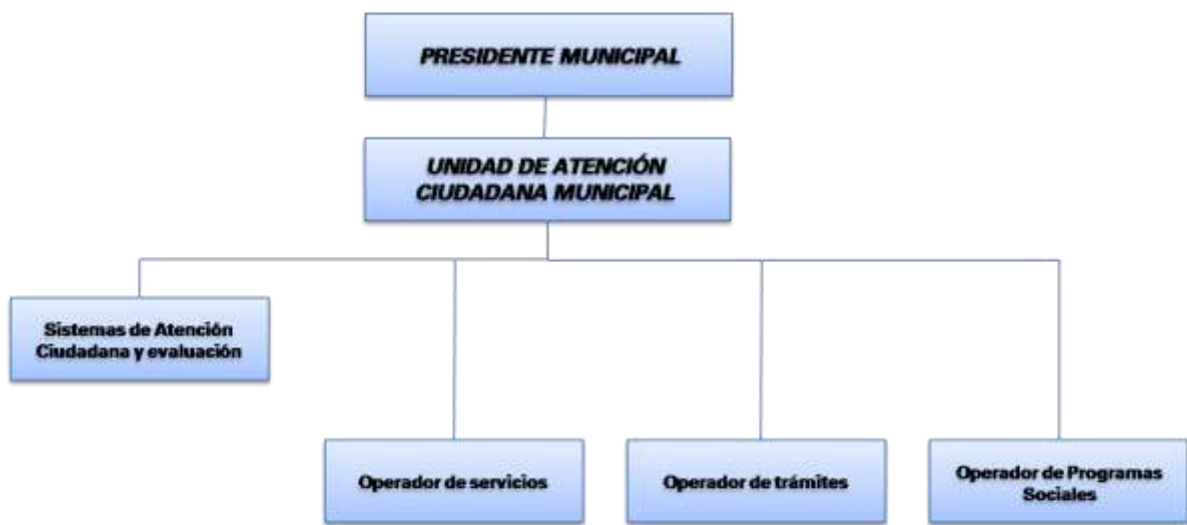 PRESIDENTE MUNICIPAL
UNIDAD DE ATENCIÓN
CIUDADANA MUNICIPAL
Sistemas de Atención
Ciudadana y evaluación
Operador de servicios
Operador de trámites
Operador de Programas
Sociales